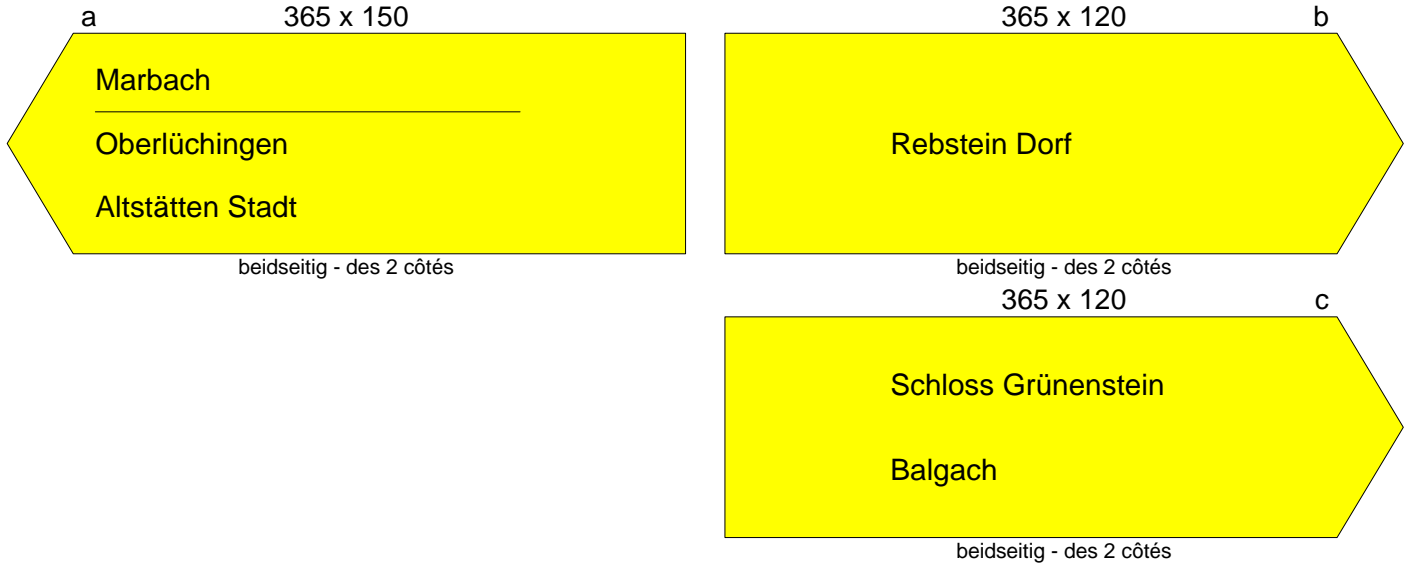 a 365 x 150
Marbach
Oberlüchingen
Altstätten Stadt
beidseitig - des 2 côtés
365 x 120 b
Rebstein Dorf
beidseitig - des 2 côtés
365 x 120 c
Schloss Grünenstein
Balgach
beidseitig - des 2 côtés